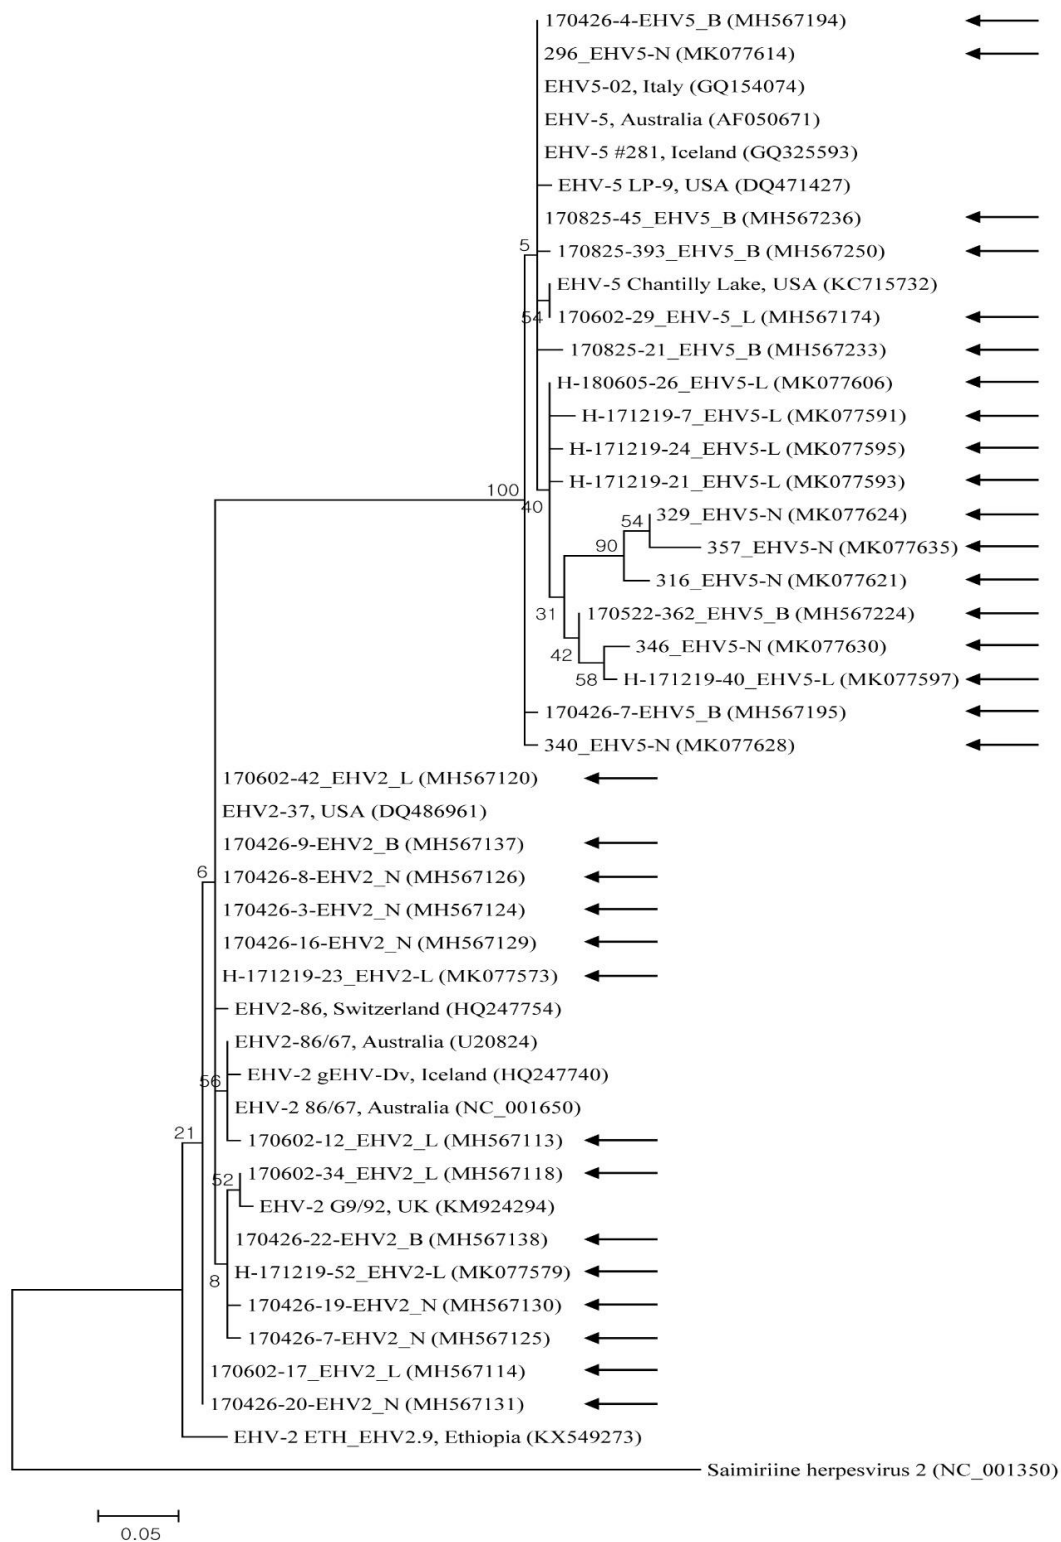 170426-4-EHV5_B (MH567194)
296_EHV5-N (MK077614)
EHV5-02, Italy (GQ154074)
EHV-5, Australia (AF050671)
EHV-5 #281, Iceland (GQ325593)
EHV-5 LP-9, USA (DQ471427)
170825-45_EHV5_B (MH567236)
5
170825-393_EHV5_B (MH567250)
EHV-5 Chantilly Lake, USA (KC715732)
54
170602-29_EHV-5_L (MH567174)
170825-21_EHV5_B (MH567233)
H-180605-26_EHV5-L (MK077606)
H-171219-7_EHV5-L (MK077591)
H-171219-24_EHV5-L (MK077595)
H-171219-21_EHV5-L (MK077593)
100
40
329_EHV5-N (MK077624)
54
357_EHV5-N (MK077635)
90
316_EHV5-N (MK077621)
31
170522-362_EHV5_B (MH567224)
346_EHV5-N (MK077630)
42
58
H-171219-40_EHV5-L (MK077597)
170426-7-EHV5_B (MH567195)
340_EHV5-N (MK077628)
170602-42_EHV2_L (MH567120)
EHV2-37, USA (DQ486961)
170426-9-EHV2_B (MH567137)
6
170426-8-EHV2_N (MH567126)
170426-3-EHV2_N (MH567124)
170426-16-EHV2_N (MH567129)
H-171219-23_EHV2-L (MK077573)
EHV2-86, Switzerland (HQ247754)
EHV2-86/67, Australia (U20824)
EHV-2 gEHV-Dv, Iceland (HQ247740)
56
EHV-2 86/67, Australia (NC_001650)
21
170602-12_EHV2_L (MH567113)
170602-34_EHV2_L (MH567118)
52
EHV-2 G9/92, UK (KM924294)
170426-22-EHV2_B (MH567138)
H-171219-52_EHV2-L (MK077579)
8
170426-19-EHV2_N (MH567130)
170426-7-EHV2_N (MH567125)
170602-17_EHV2_L (MH567114)
170426-20-EHV2_N (MH567131)
EHV-2 ETH_EHV2.9, Ethiopia (KX549273)
Saimiriine herpesvirus 2 (NC_001350)
0.05